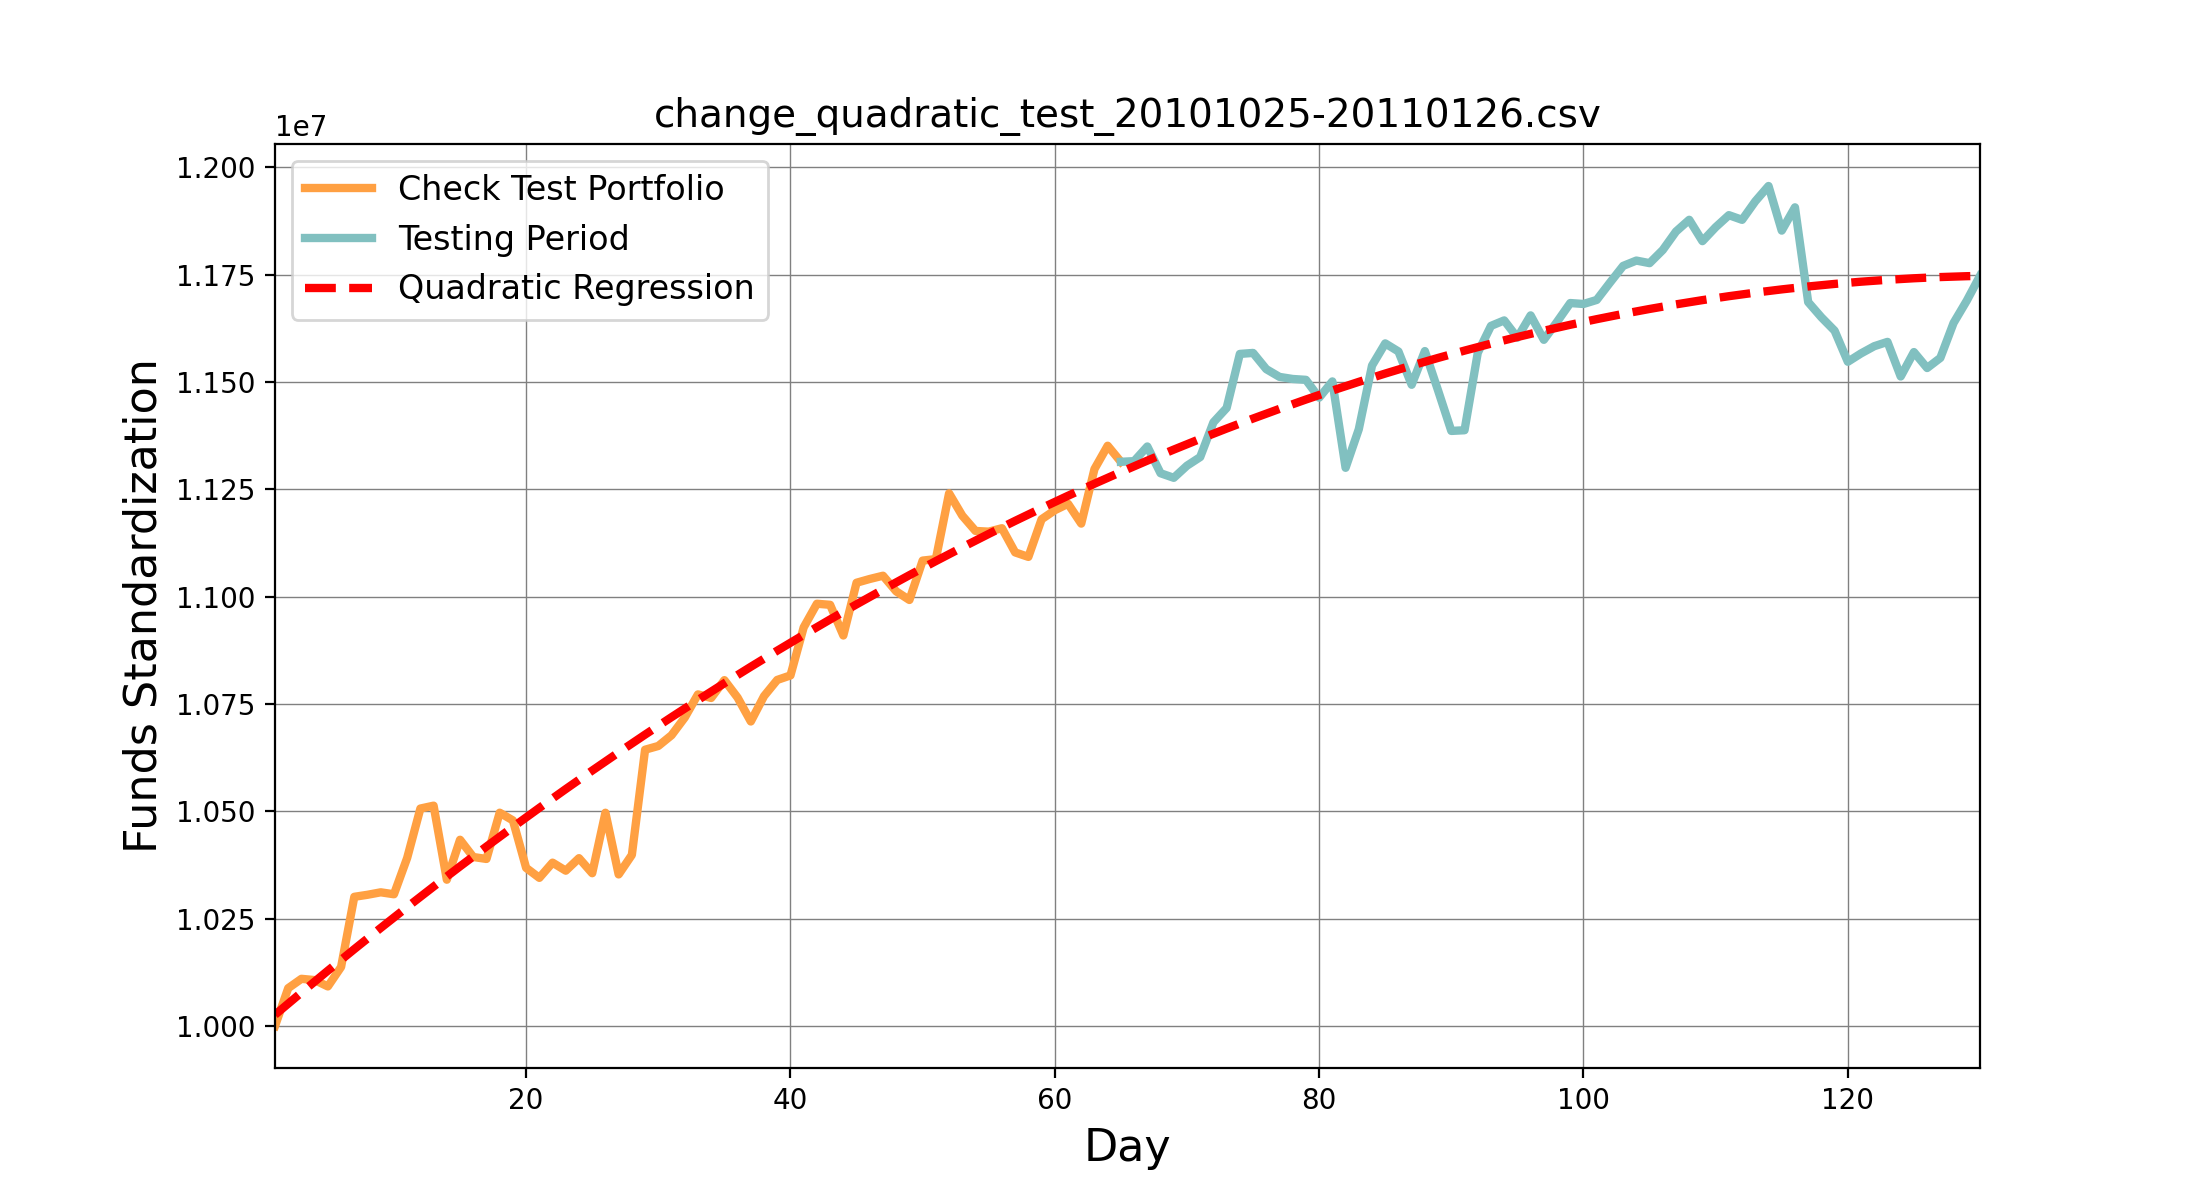 change_quadratic_test_20101025-20110126.csv
1e7
1.200
1.175
1.150
1.125
1.100
1.075
1.050
1.025
1.000
Check Test Portfolio
Testing Period
Quadratic Regression
Funds Standardization
20 40 60 80 100 120
Day